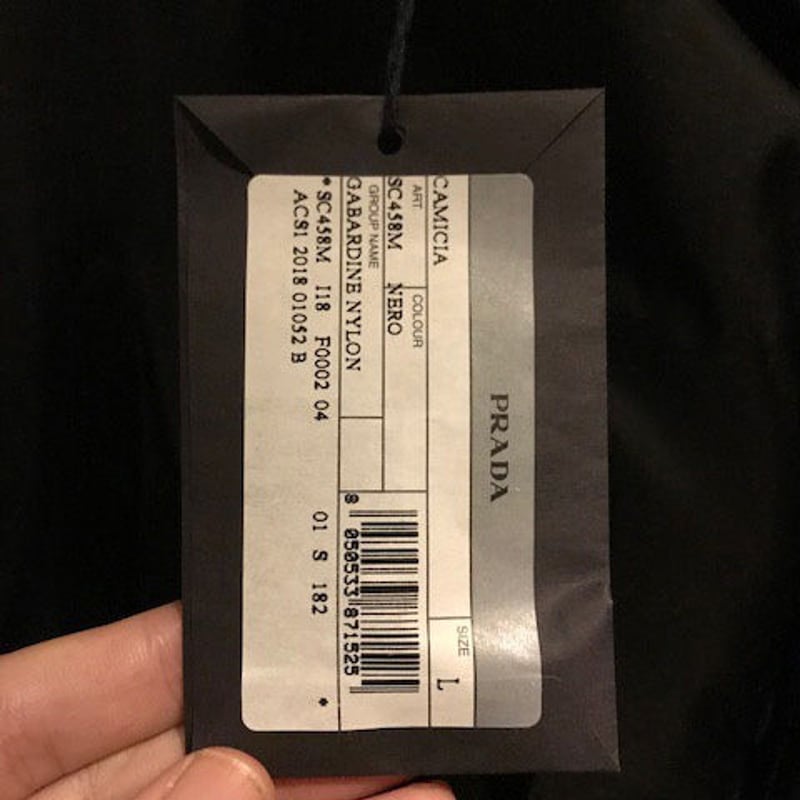 PRADA
CAMICIA
SIZE
L
ART.
COLOUR
SC458M NERO
GROUP NAME
GABARDINE NYLON
8 050533 871525
* SC458M I18 F0002 04 01 S 182 *
ACS1 2018 01052 B